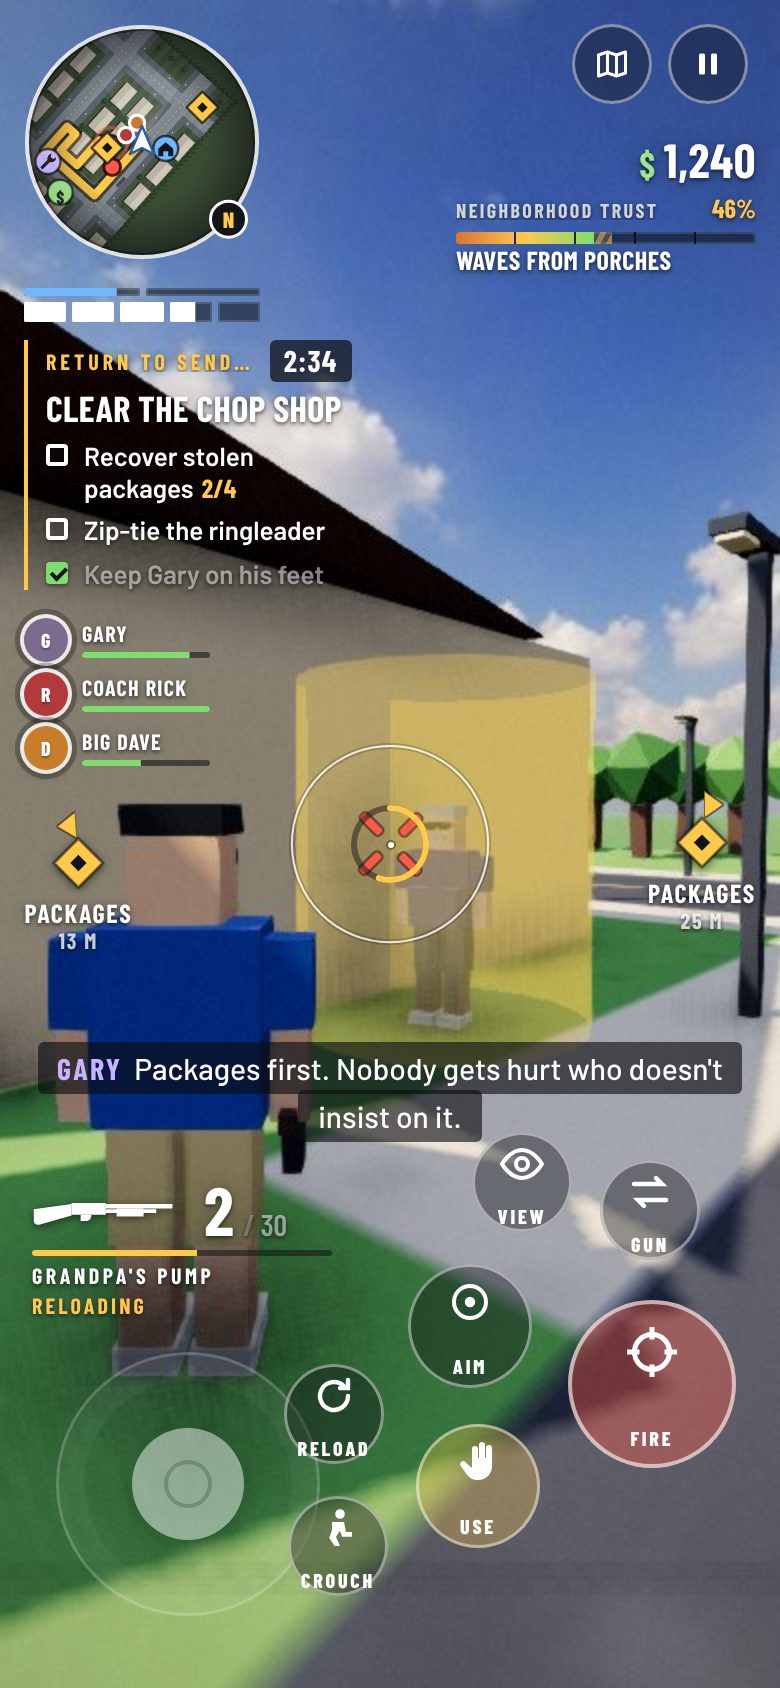 N
$ 1,240
NEIGHBORHOOD TRUST 46%
WAVES FROM PORCHES
$
RETURN TO SEND… 2:34
CLEAR THE CHOP SHOP
Recover stolen
packages 2/4
Zip-tie the ringleader
Keep Gary on his feet
G GARY
R COACH RICK
D BIG DAVE
PACKAGES
13 M
PACKAGES
25 M
GARY Packages first. Nobody gets hurt who doesn't
insist on it.
VIEW
GUN
2 / 30
GRANDPA'S PUMP
RELOADING
AIM
FIRE
RELOAD
USE
CROUCH